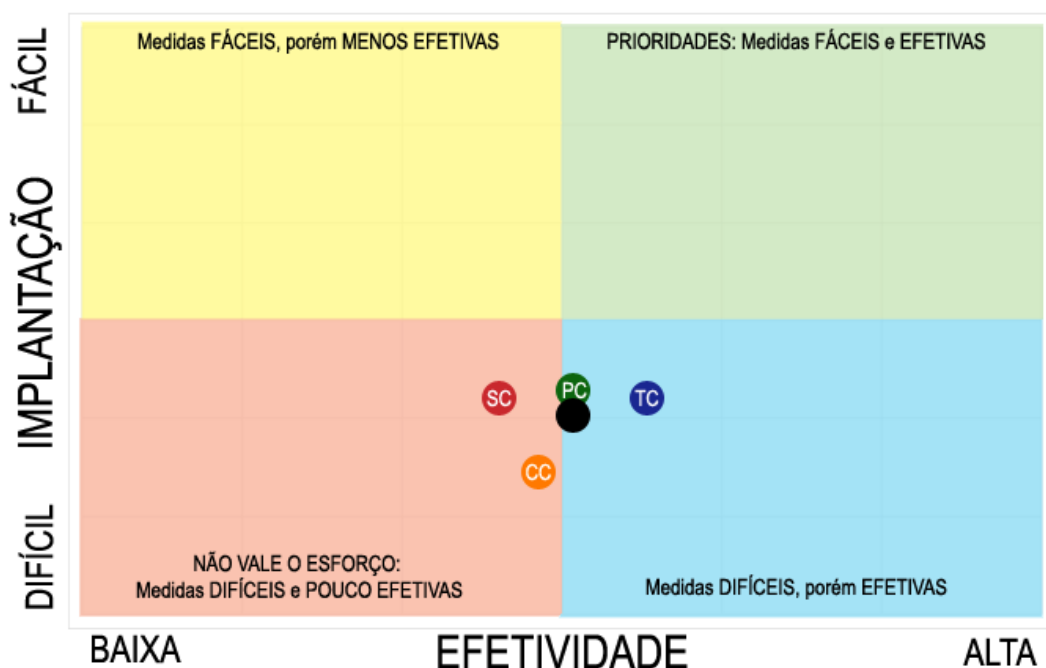 Medidas FÁCEIS, porém MENOS EFETIVAS
PRIORIDADES: Medidas FÁCEIS e EFETIVAS
FÁCIL
IMPLANTAÇÃO
DIFÍCIL
SC
PC
TC
CC
NÃO VALE O ESFORÇO:
Medidas DIFÍCEIS e POUCO EFETIVAS
Medidas DIFÍCEIS, porém EFETIVAS
BAIXA
EFETIVIDADE
ALTA